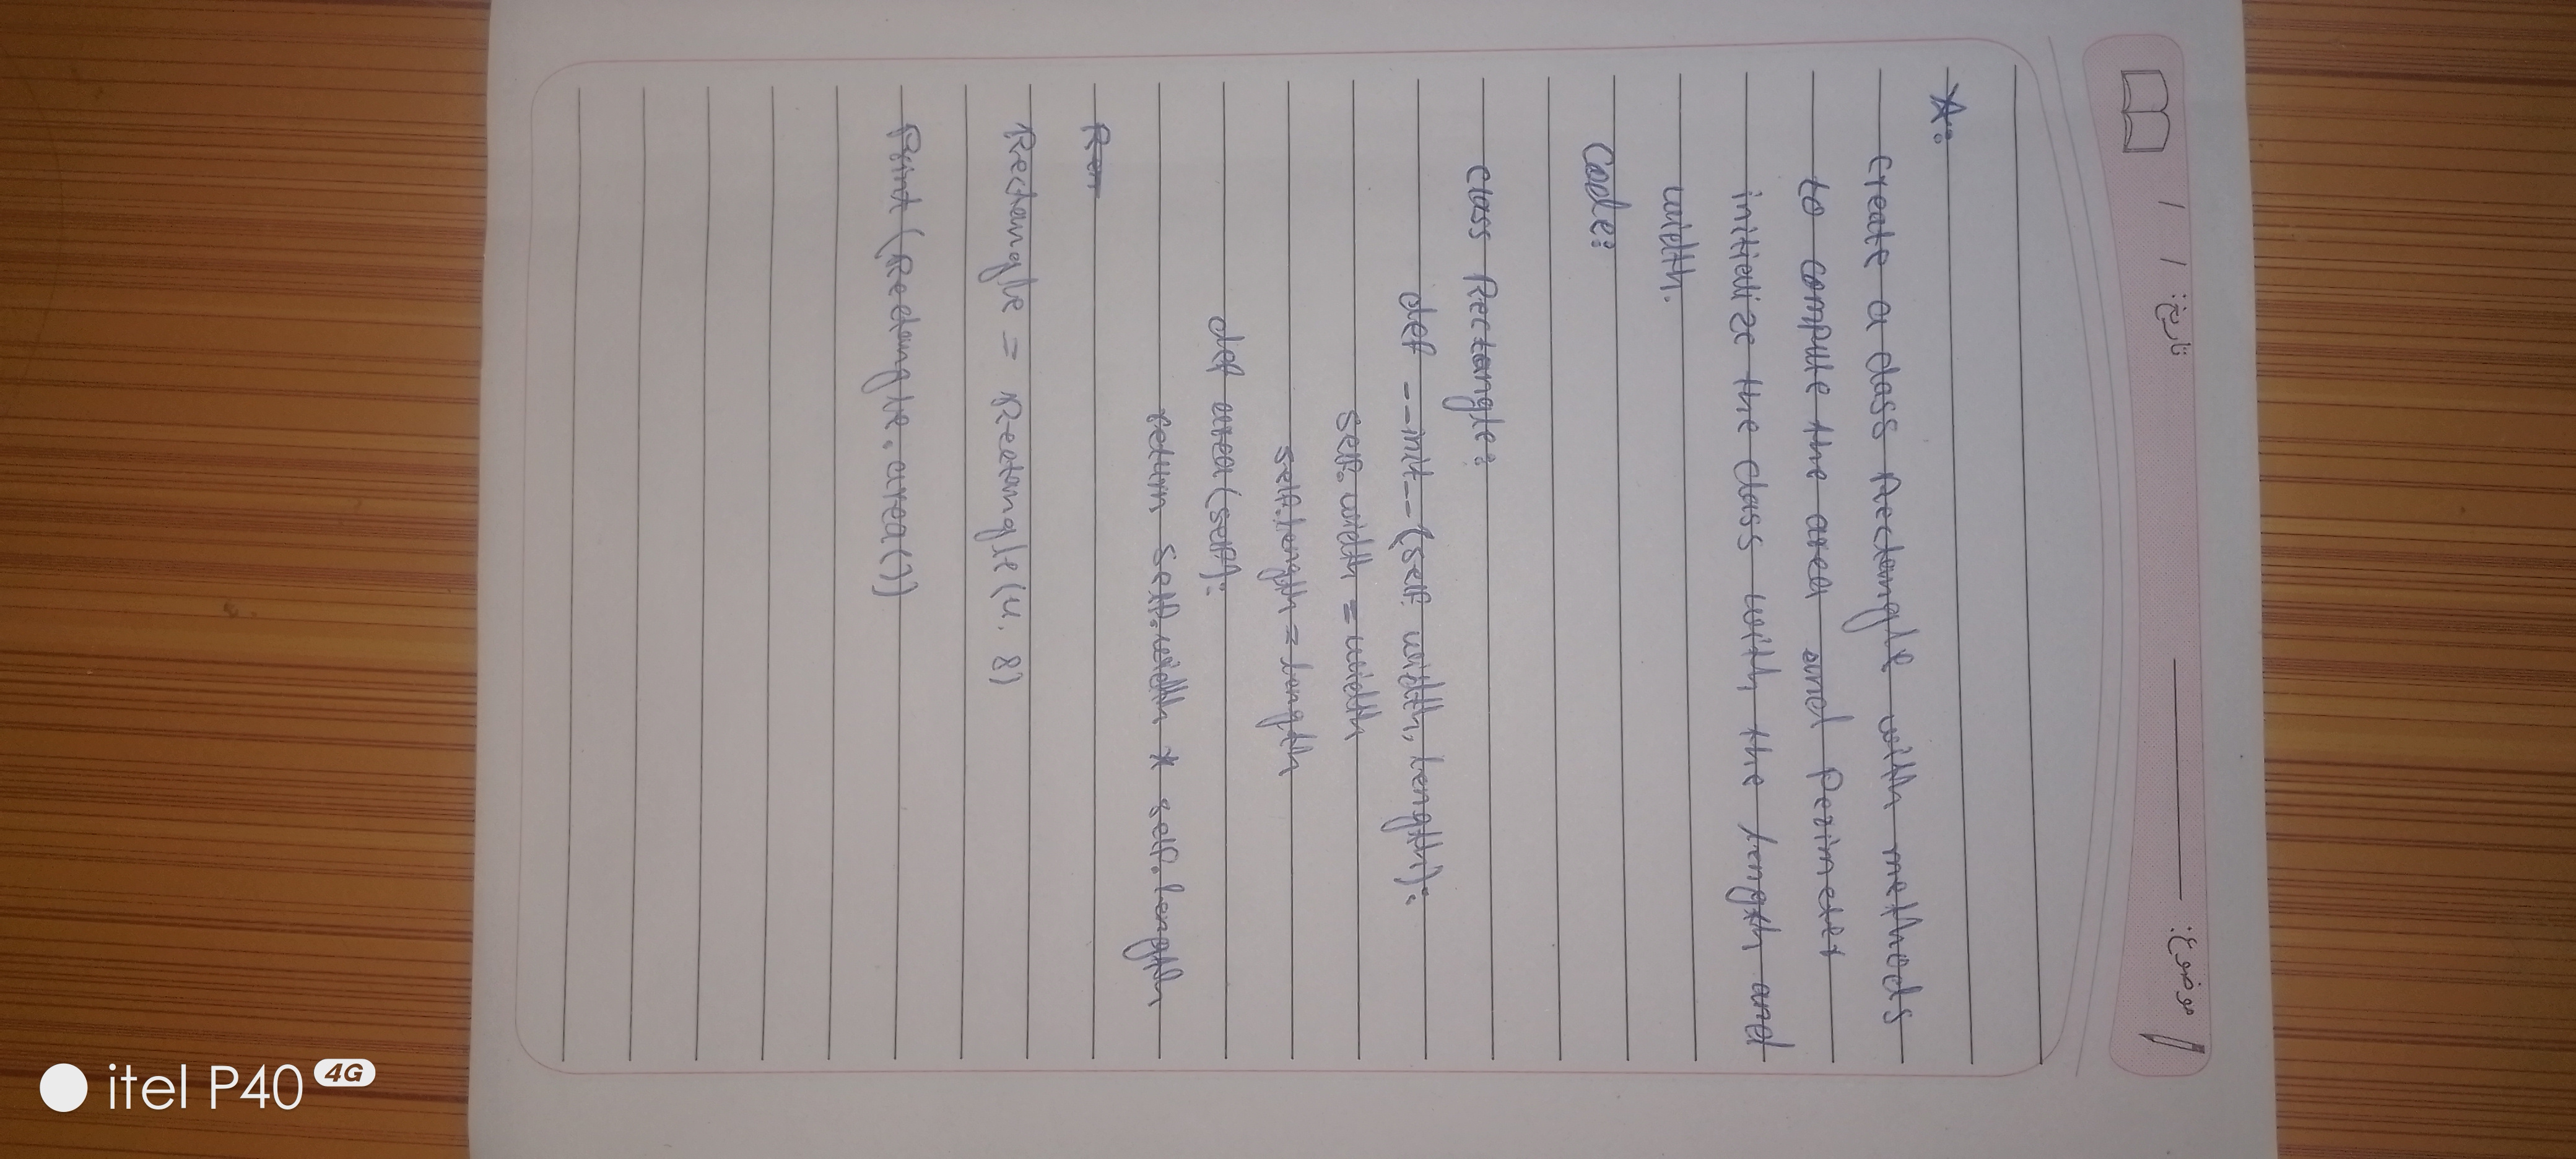 تاریخ: / /
موضوع:
☆:
Create a class Rectangle with methods
to compute the area and Perimeter
initialize the class with the length and
width.
Code:
class Rectangle:
def __init__(self. width, length):
self. width = width
self.length = length
def area(self):
return self.width * self.length
Rectangle = Rectangle(4, 8)
Print (Rectangle.area())
itel P40 4G